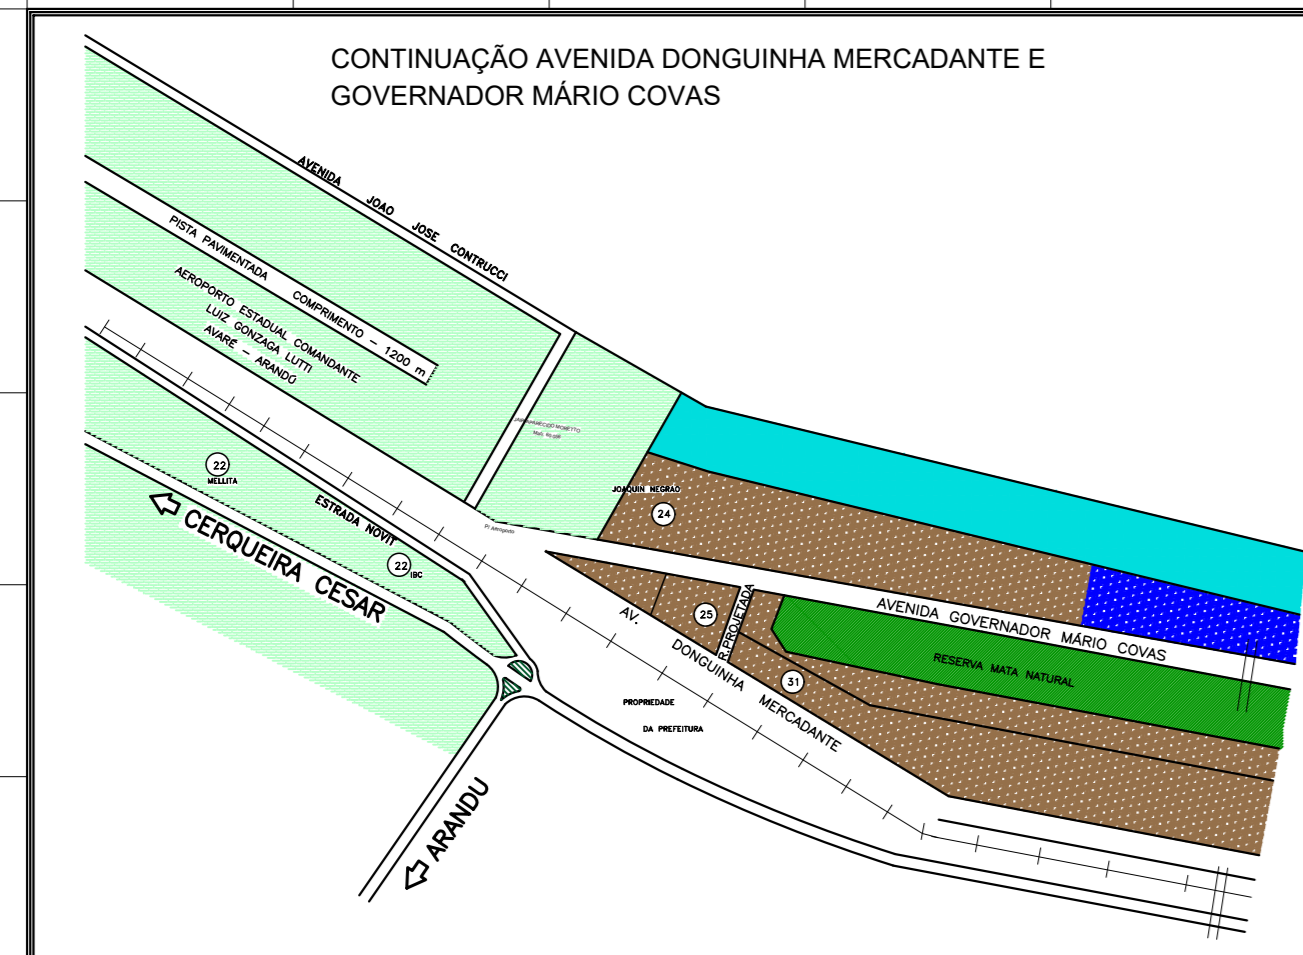 CONTINUAÇÃO AVENIDA DONGUINHA MERCADANTE E
GOVERNADOR MÁRIO COVAS
AVENIDA JOAO JOSE CONTRUCCI
PISTA PAVIMENTADA COMPRIMENTO - 1200 m
AEROPORTO ESTADUAL COMANDANTE
LUIZ GONZAGA LUTTI
AVARÉ - ARANDÚ
22
MELLITA
ESTRADA NOVIT
22
IBC
CERQUEIRA CESAR
JOAQUIN NEGRÃO
24
P/ Aeroporto
25
R.PROJETADA
AVENIDA GOVERNADOR MÁRIO COVAS
RESERVA MATA NATURAL
31
AV. DONGUINHA MERCADANTE
PROPRIEDADE
DA PREFEITURA
ARANDU